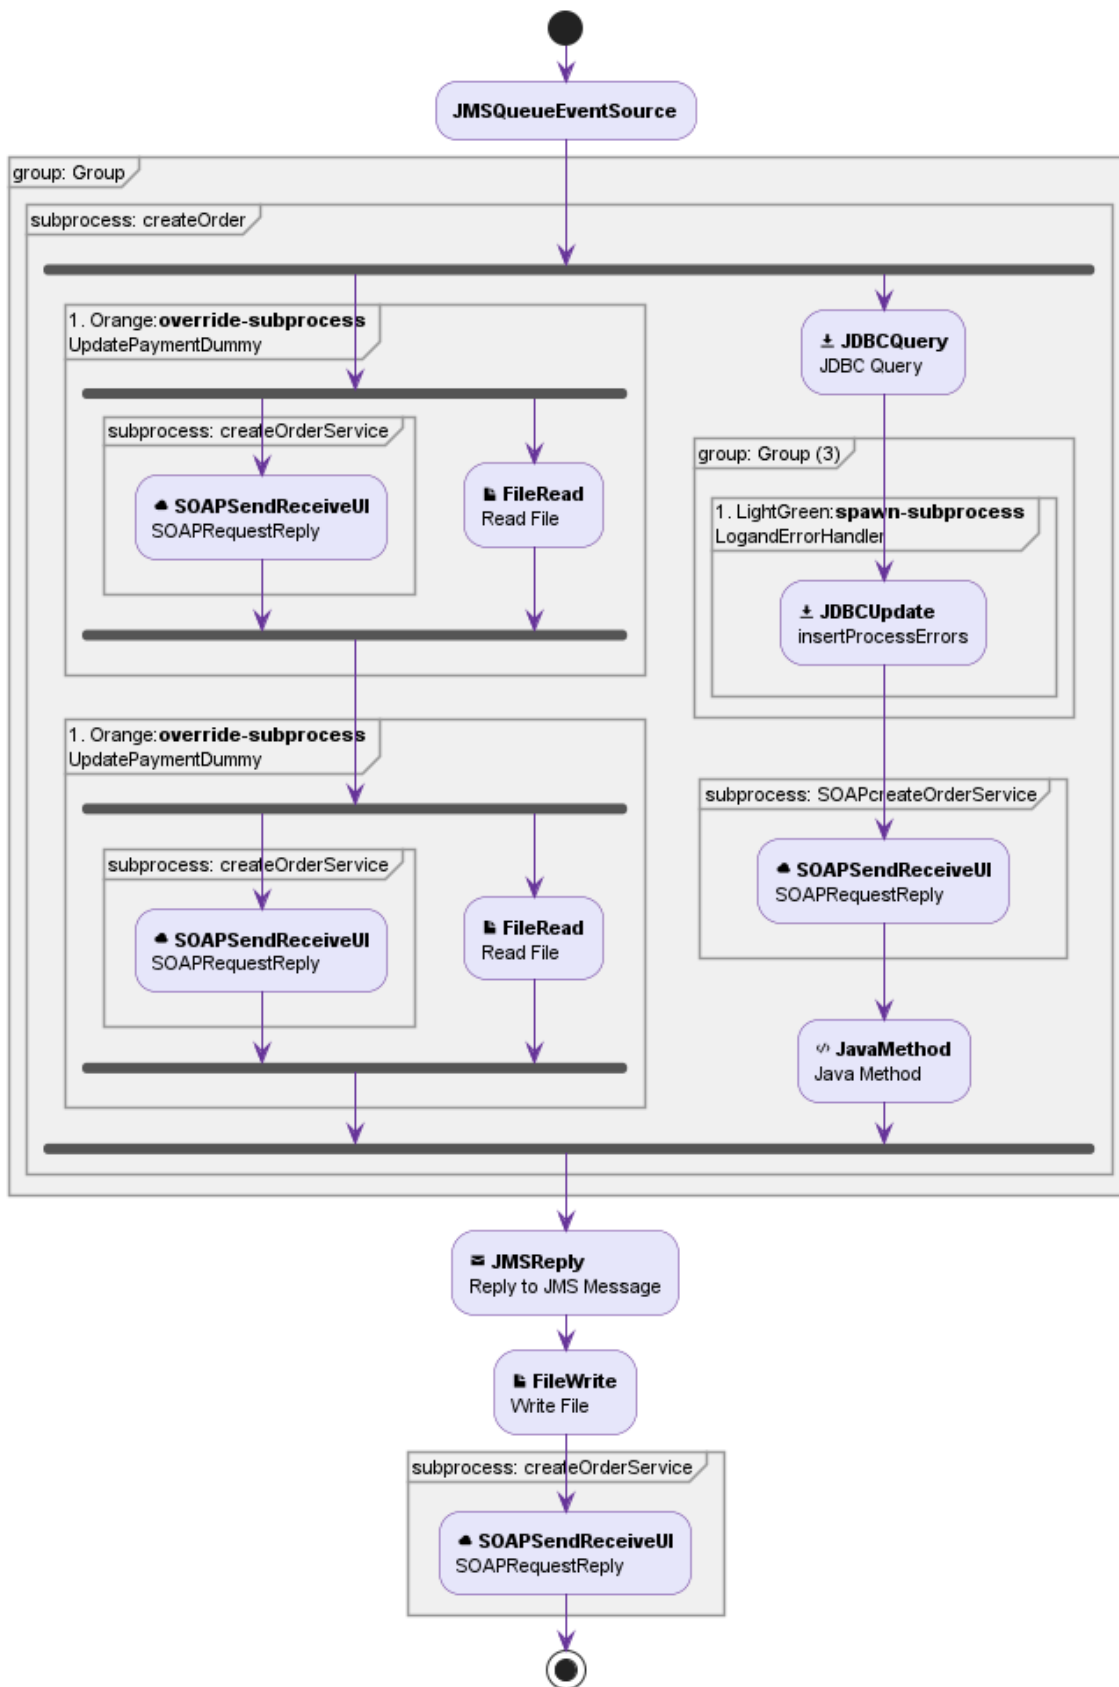 JMSQueueEventSource
group: Group
subprocess: createOrder
1. Orange:override-subprocess
UpdatePaymentDummy
subprocess: createOrderService
SOAPSendReceiveUI
SOAPRequestReply
FileRead
Read File
1. Orange:override-subprocess
UpdatePaymentDummy
subprocess: createOrderService
SOAPSendReceiveUI
SOAPRequestReply
FileRead
Read File
JDBCQuery
JDBC Query
group: Group (3)
1. LightGreen:spawn-subprocess
LogandErrorHandler
JDBCUpdate
insertProcessErrors
subprocess: SOAPcreateOrderService
SOAPSendReceiveUI
SOAPRequestReply
JavaMethod
Java Method
JMSReply
Reply to JMS Message
FileWrite
Write File
subprocess: createOrderService
SOAPSendReceiveUI
SOAPRequestReply